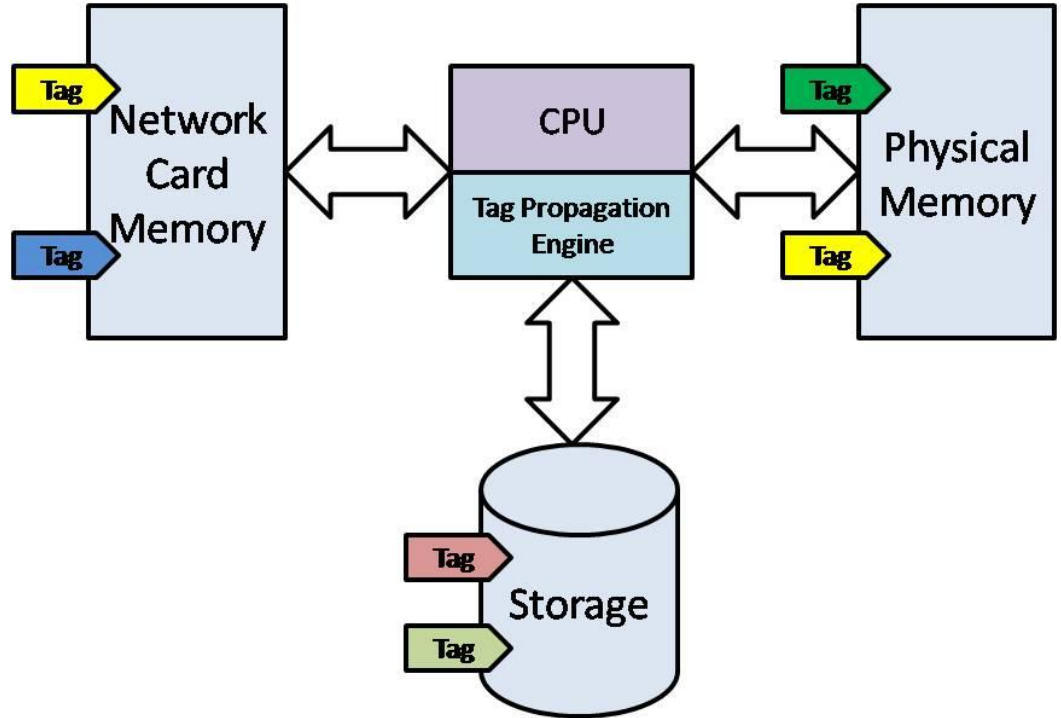 Tag
Network
Card
Memory
Tag
CPU
Tag Propagation
Engine
Tag
Physical
Memory
Tag
Tag
Storage
Tag